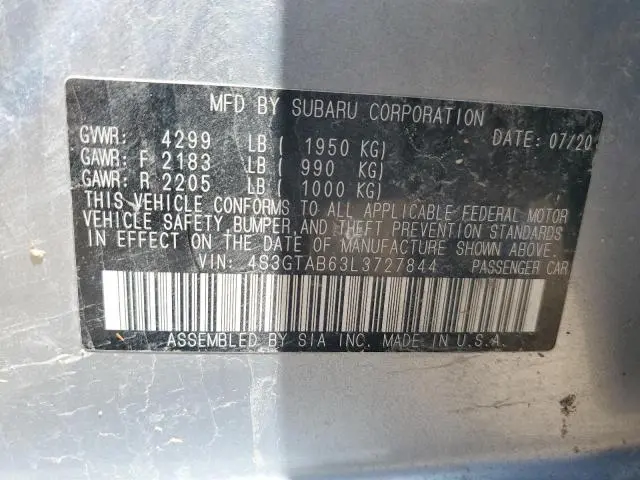 MFD BY SUBARU CORPORATION
GVWR: 4299 LB ( 1950 KG) DATE: 07/20
GAWR: F 2183 LB ( 990 KG)
GAWR: R 2205 LB ( 1000 KG)
THIS VEHICLE CONFORMS TO ALL APPLICABLE FEDERAL MOTOR
VEHICLE SAFETY, BUMPER, AND THEFT PREVENTION STANDARDS
IN EFFECT ON THE DATE OF MANUFACTURE SHOWN ABOVE.
VIN: 4S3GTAB63L3727844 PASSENGER CAR
ASSEMBLED BY SIA INC. MADE IN U.S.A.